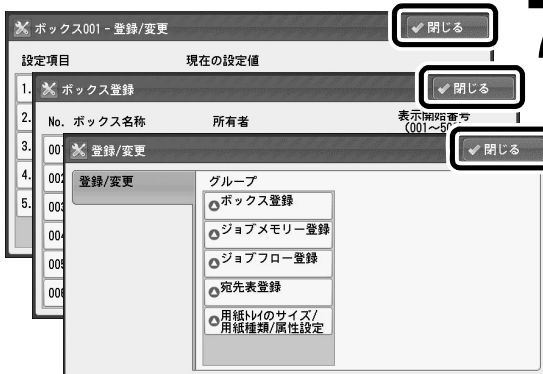 ボックス001 - 登録/変更
閉じる
設定項目 現在の設定値
1.
2.
3.
4.
5.
ボックス登録
閉じる
No. ボックス名称 所有者 表示開始番号
001
002
003
004
005
006
登録/変更
閉じる
登録/変更
グループ
ボックス登録
ジョブメモリー登録
ジョブフロー登録
宛先表登録
用紙トレイのサイズ/
用紙種類/属性設定